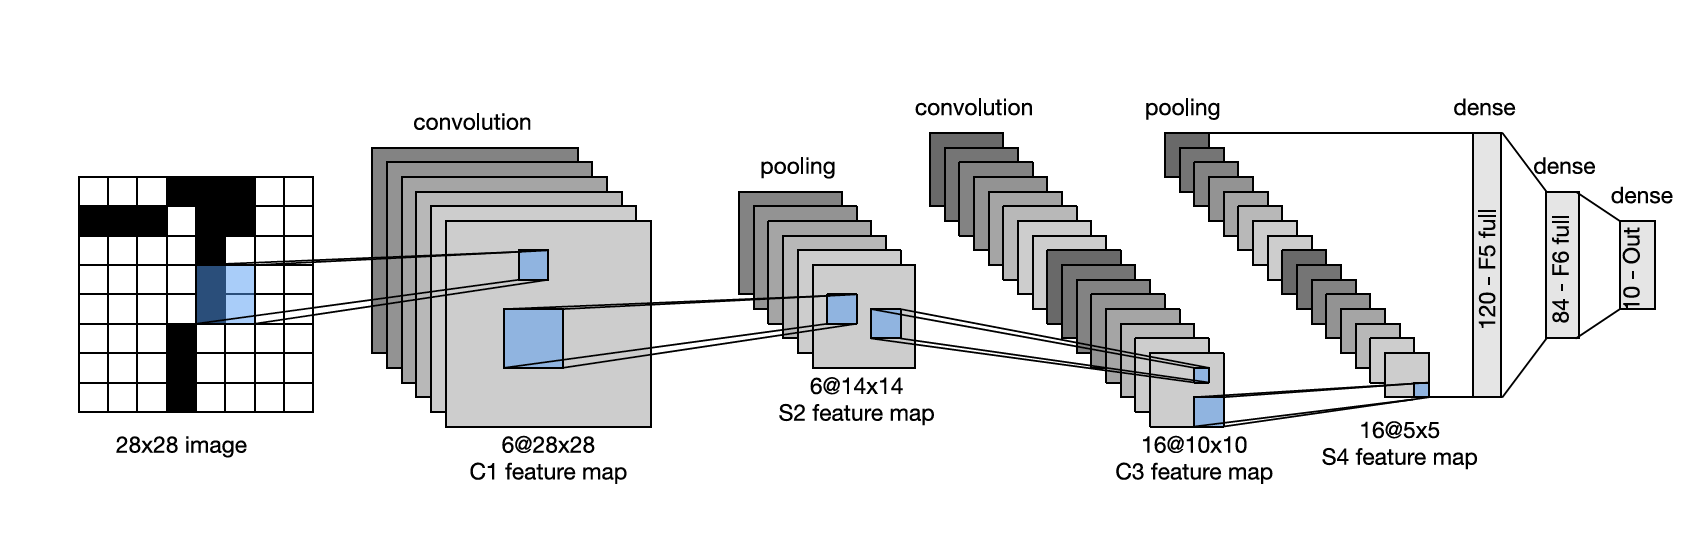 convolution
pooling
convolution
pooling
dense
dense
dense
28x28 image
6@28x28
C1 feature map
6@14x14
S2 feature map
16@10x10
C3 feature map
16@5x5
S4 feature map
120 - F5 full
84 - F6 full
10 - Out